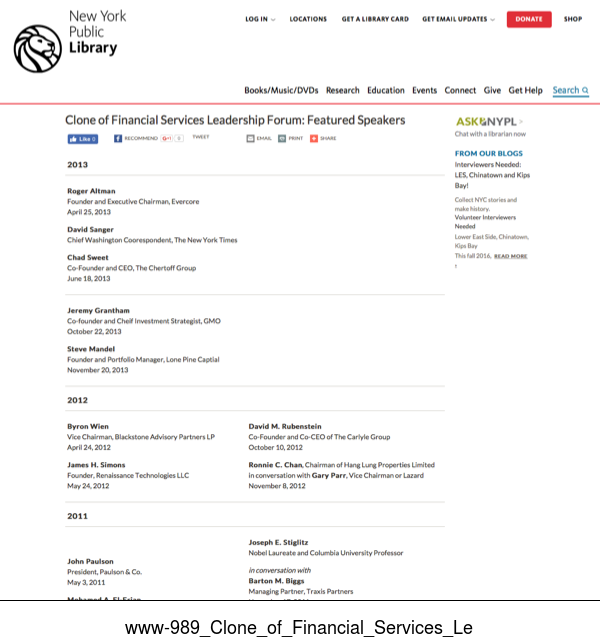 New York
Public
Library
LOG IN
LOCATIONS
GET A LIBRARY CARD
GET EMAIL UPDATES
DONATE
SHOP
Books/Music/DVDs Research Education Events Connect Give Get Help Search
Clone of Financial Services Leadership Forum: Featured Speakers
Like 0
RECOMMEND
G+1 0
TWEET
EMAIL
PRINT
SHARE
2013
Roger Altman
Founder and Executive Chairman, Evercore
April 25, 2013
David Sanger
Chief Washington Coorespondent, The New York Times
Chad Sweet
Co-Founder and CEO, The Chertoff Group
June 18, 2013
Jeremy Grantham
Co-founder and Cheif Investment Strategist, GMO
October 22, 2013
Steve Mandel
Founder and Portfolio Manager, Lone Pine Captial
November 20, 2013
2012
Byron Wien
Vice Chairman, Blackstone Advisory Partners LP
April 24, 2012
James H. Simons
Founder, Renaissance Technologies LLC
May 24, 2012
David M. Rubenstein
Co-Founder and Co-CEO of The Carlyle Group
October 10, 2012
Ronnie C. Chan, Chairman of Hang Lung Properties Limited
in conversation with Gary Parr, Vice Chairman or Lazard
November 8, 2012
2011
John Paulson
President, Paulson & Co.
May 3, 2011
Joseph E. Stiglitz
Nobel Laureate and Columbia University Professor
in conversation with
Barton M. Biggs
Managing Partner, Traxis Partners
ASK NYPL
Chat with a librarian now
FROM OUR BLOGS
Interviewers Needed:
LES, Chinatown and Kips
Bay!
Collect NYC stories and
make history.
Volunteer Interviewers
Needed
Lower East Side, Chinatown,
Kips Bay
This fall 2016, READ MORE
www-989_Clone_of_Financial_Services_Le